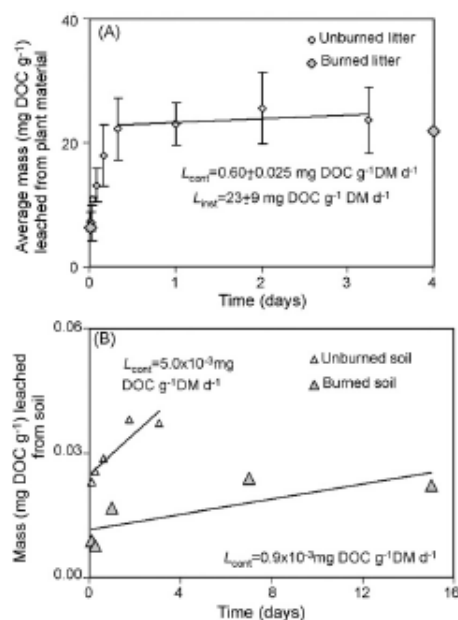 (A)
Unburned litter
Burned litter
Average mass (mg DOC g⁻¹)
leached from plant material
40
20
0
L_cont=0.60±0.025 mg DOC g⁻¹DM d⁻¹
L_inst=23±9 mg DOC g⁻¹ DM d⁻¹
0 1 2 3 4
Time (days)
(B)
Unburned soil
Burned soil
Mass (mg DOC g⁻¹) leached
from soil
0.06
0.03
0.00
L_cont=5.0x10⁻³mg
DOC g⁻¹DM d⁻¹
L_cont=0.9x10⁻³mg DOC g⁻¹DM d⁻¹
0 4 8 12 16
Time (days)